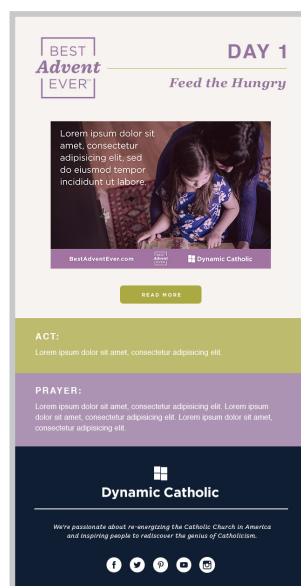 BEST
Advent
EVER
DAY 1
Feed the Hungry
Lorem ipsum dolor sit
amet, consectetur
adipisicing elit, sed
do eiusmod tempor
incididunt ut labore.
BestAdventEver.com
BEST
Advent
EVER
Dynamic Catholic
READ MORE
ACT:
Lorem ipsum dolor sit amet, consectetur adipisicing elit.
PRAYER:
Lorem ipsum dolor sit amet, consectetur adipisicing elit. Lorem ipsum
dolor sit amet, consectetur adipisicing elit. Lorem ipsum dolor sit amet,
consectetur adipisicing elit.
Dynamic Catholic
We're passionate about re-energizing the Catholic Church in America
and inspiring people to rediscover the genius of Catholicism.